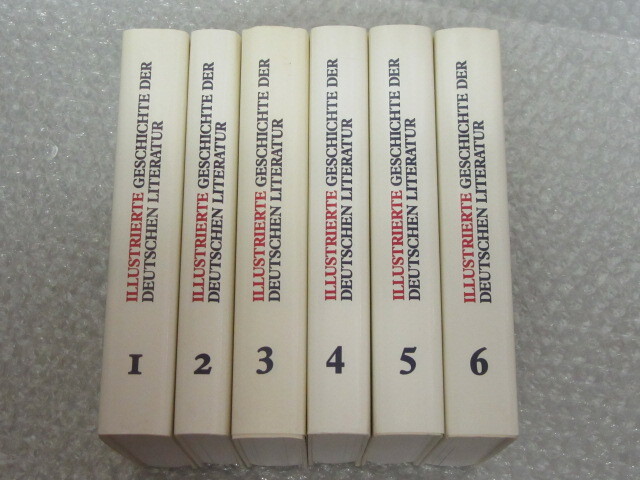 ILLUSTRIERTE GESCHICHTE DER
DEUTSCHEN LITERATUR
1
ILLUSTRIERTE GESCHICHTE DER
DEUTSCHEN LITERATUR
2
ILLUSTRIERTE GESCHICHTE DER
DEUTSCHEN LITERATUR
3
ILLUSTRIERTE GESCHICHTE DER
DEUTSCHEN LITERATUR
4
ILLUSTRIERTE GESCHICHTE DER
DEUTSCHEN LITERATUR
5
ILLUSTRIERTE GESCHICHTE DER
DEUTSCHEN LITERATUR
6